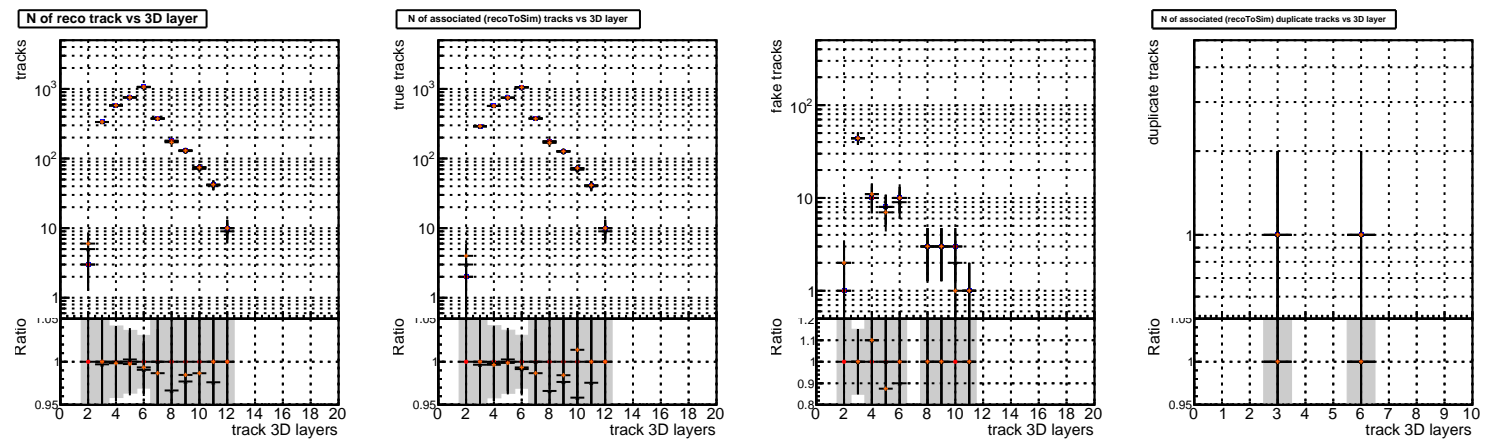 N of reco track vs 3D layer
tracks
10³
10²
10
1
1.05
Ratio
1
0.95
0 2 4 6 8 10 12 14 16 18 20
track 3D layers
N of associated (recoToSim) tracks vs 3D layer
true tracks
10³
10²
10
1
1.05
Ratio
1
0.95
0 2 4 6 8 10 12 14 16 18 20
track 3D layers
fake tracks
10²
10
1
1.2
1.1
Ratio
1
0.9
0.8
0 2 4 6 8 10 12 14 16 18 20
track 3D layers
N of associated (recoToSim) duplicate tracks vs 3D layer
duplicate tracks
1
1.05
Ratio
1
0.95
0 1 2 3 4 5 6 7 8 9 10
track 3D layers